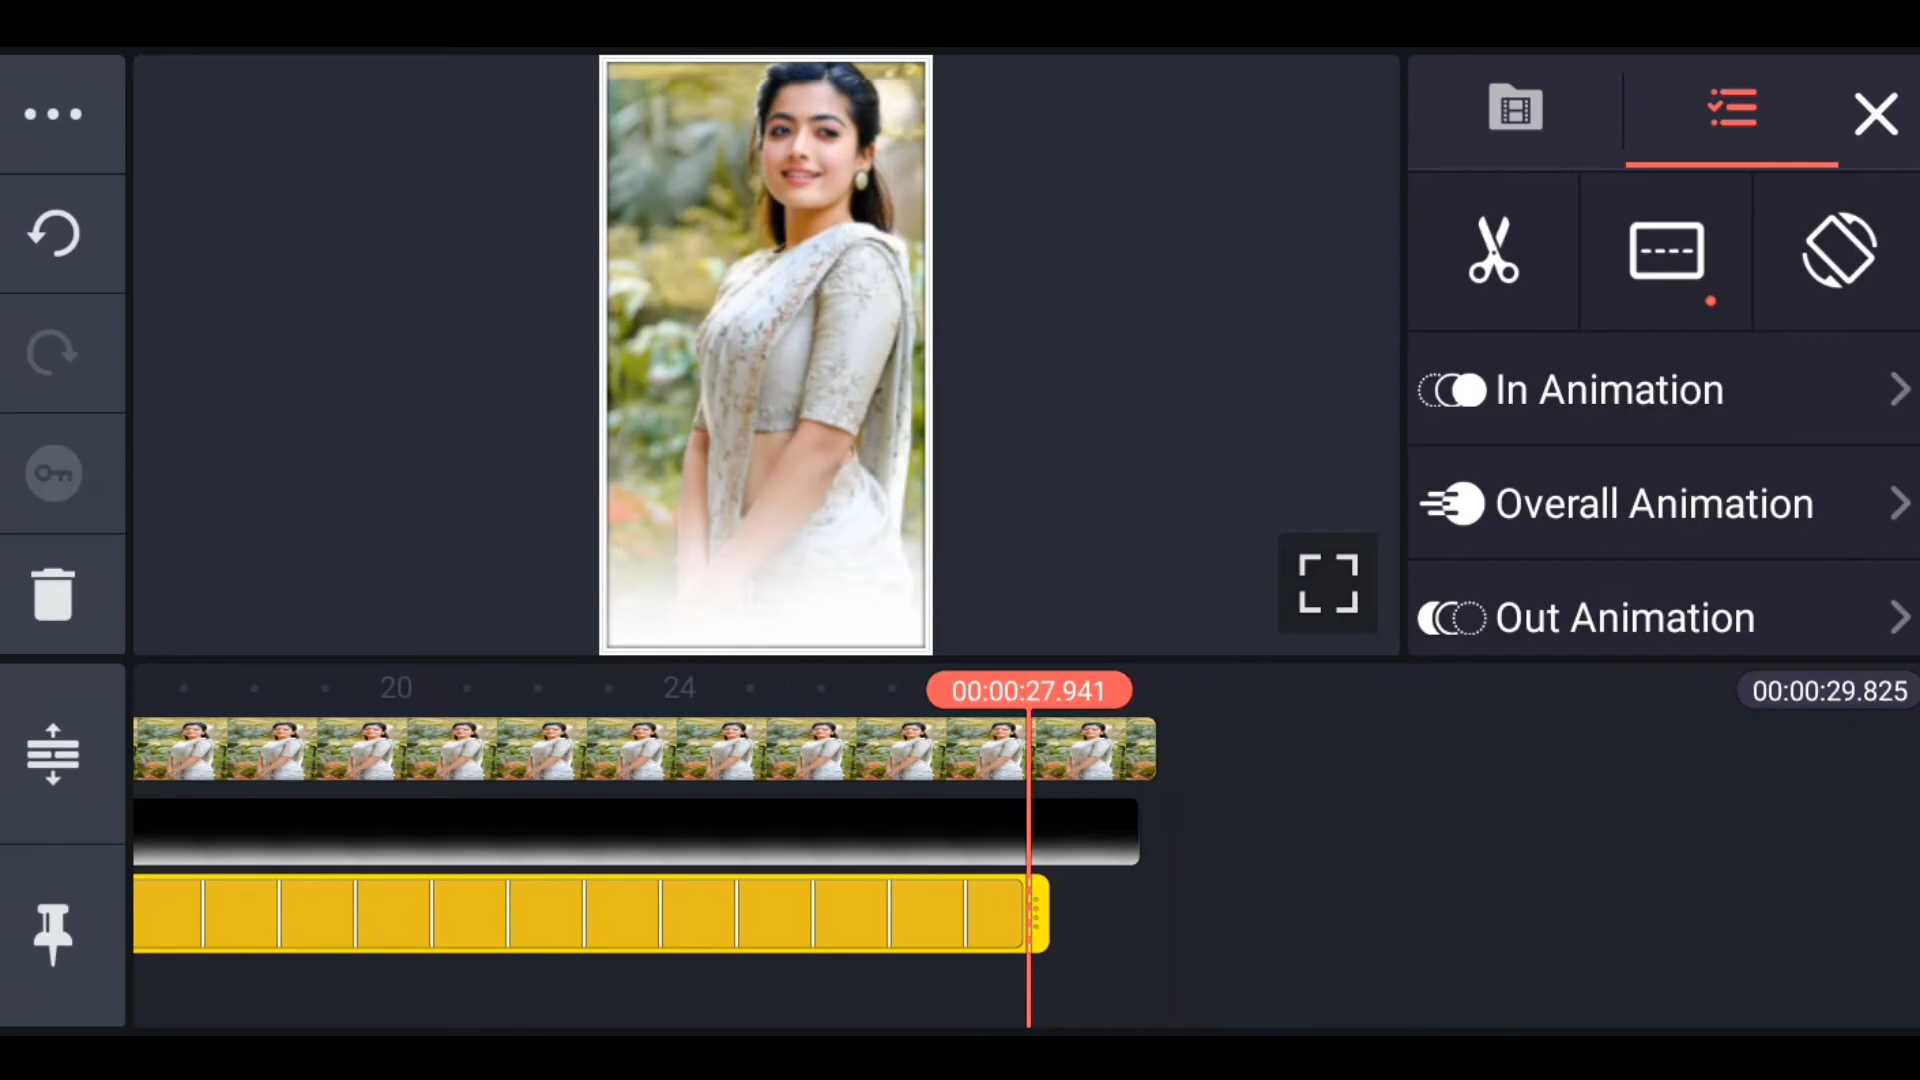 In Animation
Overall Animation
Out Animation
20
24
00:00:27.941
00:00:29.825